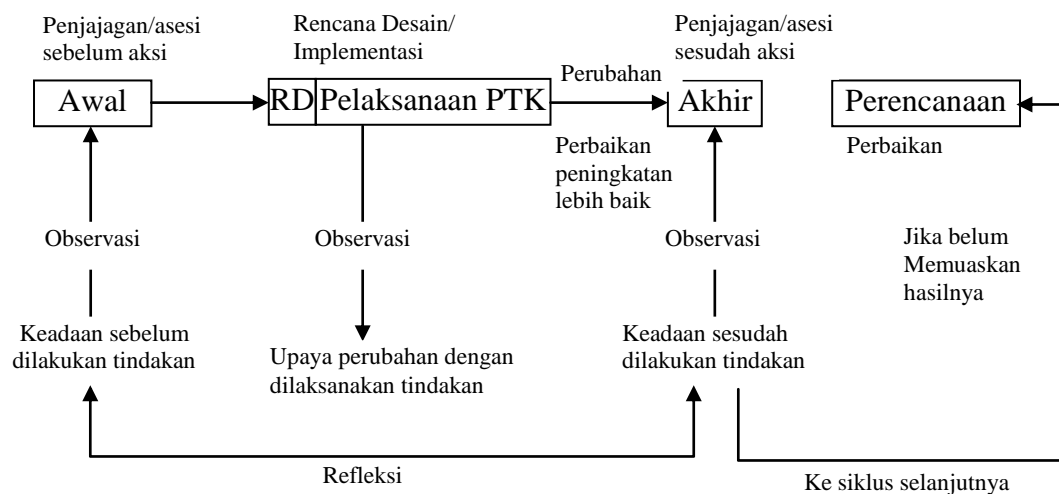 Penjajagan/asesi
sebelum aksi
Rencana Desain/
Implementasi
Penjajagan/asesi
sesudah aksi
Awal
RD
Pelaksanaan PTK
Perubahan
Akhir
Perencanaan
Perbaikan
peningkatan
lebih baik
Perbaikan
Observasi
Observasi
Observasi
Jika belum
Memuaskan
hasilnya
Keadaan sebelum
dilakukan tindakan
Upaya perubahan dengan
dilaksanakan tindakan
Keadaan sesudah
dilakukan tindakan
Refleksi
Ke siklus selanjutnya